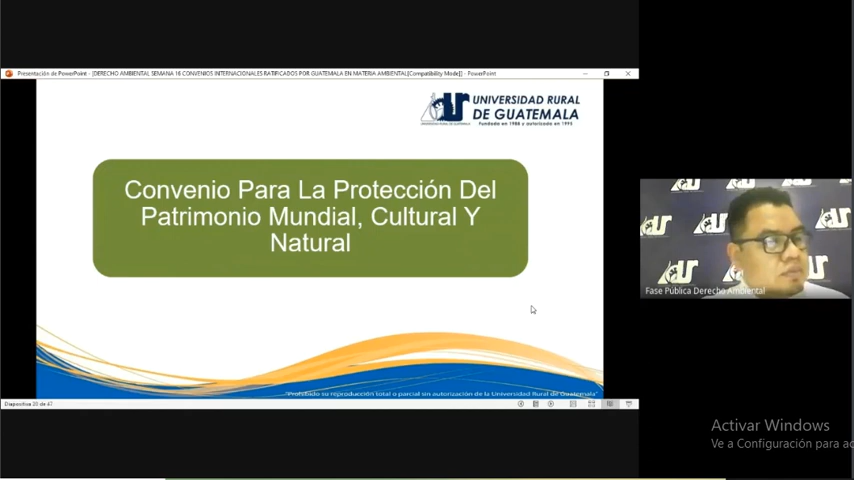 Presentación de PowerPoint - [DERECHO AMBIENTAL SEMANA 16 CONVENIOS INTERNACIONALES RATIFICADOS POR GUATEMALA EN MATERIA AMBIENTAL[Compatibility Mode]] - PowerPoint
UNIVERSIDAD RURAL
DE GUATEMALA
Fundada en 1988 y autorizada en 1995
Convenio Para La Protección Del
Patrimonio Mundial, Cultural Y
Natural
Fase Pública Derecho Ambiental
"Prohibido su reproducción total o parcial sin autorización de la Universidad Rural de Guatemala"
Diapositiva 20 de 47
Activar Windows
Ve a Configuración para ac